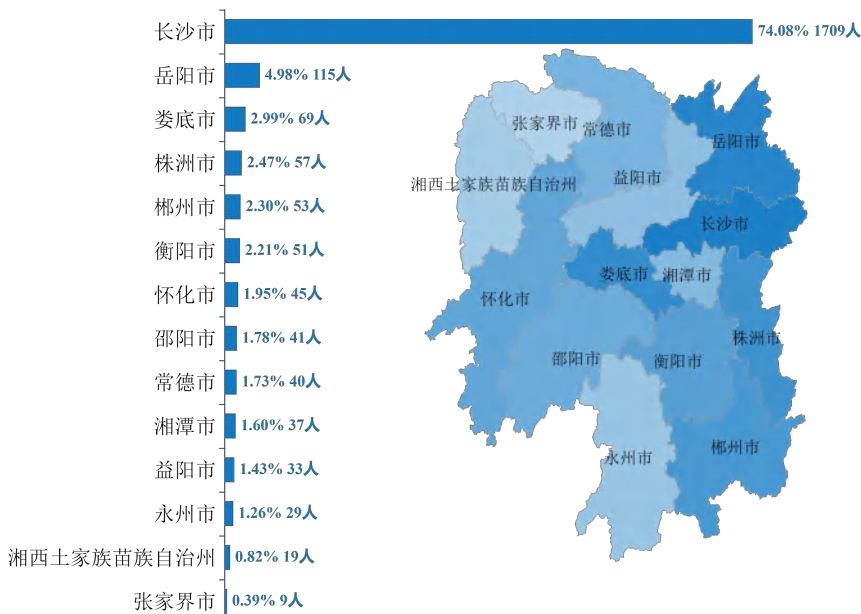 长沙市 74.08% 1709人
岳阳市 4.98% 115人
娄底市 2.99% 69人
株洲市 2.47% 57人
郴州市 2.30% 53人
衡阳市 2.21% 51人
怀化市 1.95% 45人
邵阳市 1.78% 41人
常德市 1.73% 40人
湘潭市 1.60% 37人
益阳市 1.43% 33人
永州市 1.26% 29人
湘西土家族苗族自治州 0.82% 19人
张家界市 0.39% 9人
张家界市
常德市
岳阳市
湘西土家族苗族自治州
益阳市
长沙市
娄底市
湘潭市
怀化市
株洲市
邵阳市
衡阳市
郴州市
永州市